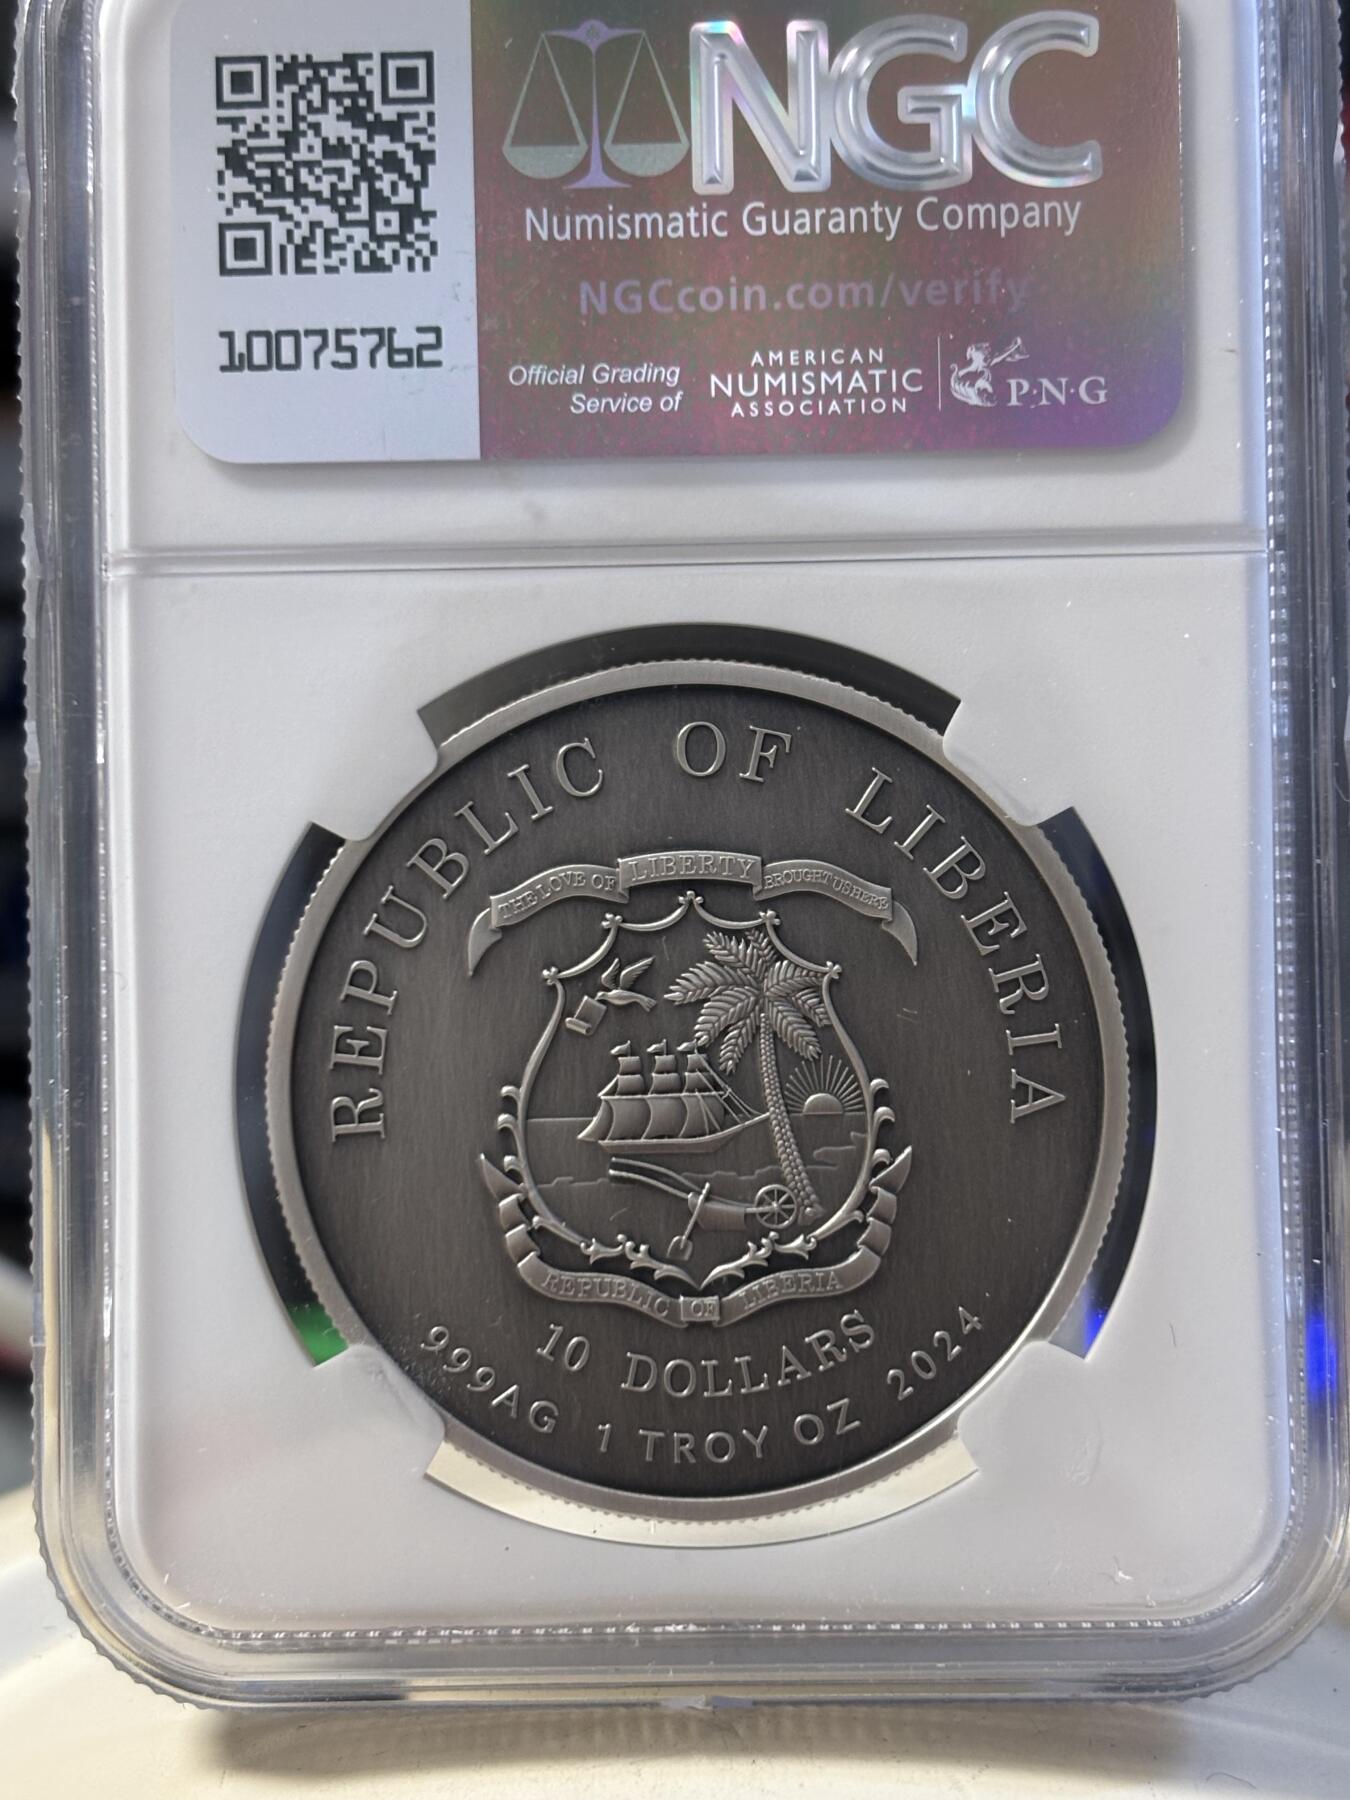 NGC
Numismatic Guaranty Company
NGCcoin.com/verify
10075762
Official Grading
Service of
AMERICAN
NUMISMATIC
ASSOCIATION
P·N·G
REPUBLIC OF LIBERIA
THE LOVE OF LIBERTY BROUGHT US HERE
REPUBLIC OF LIBERIA
10 DOLLARS
999AG 1 TROY OZ 2024